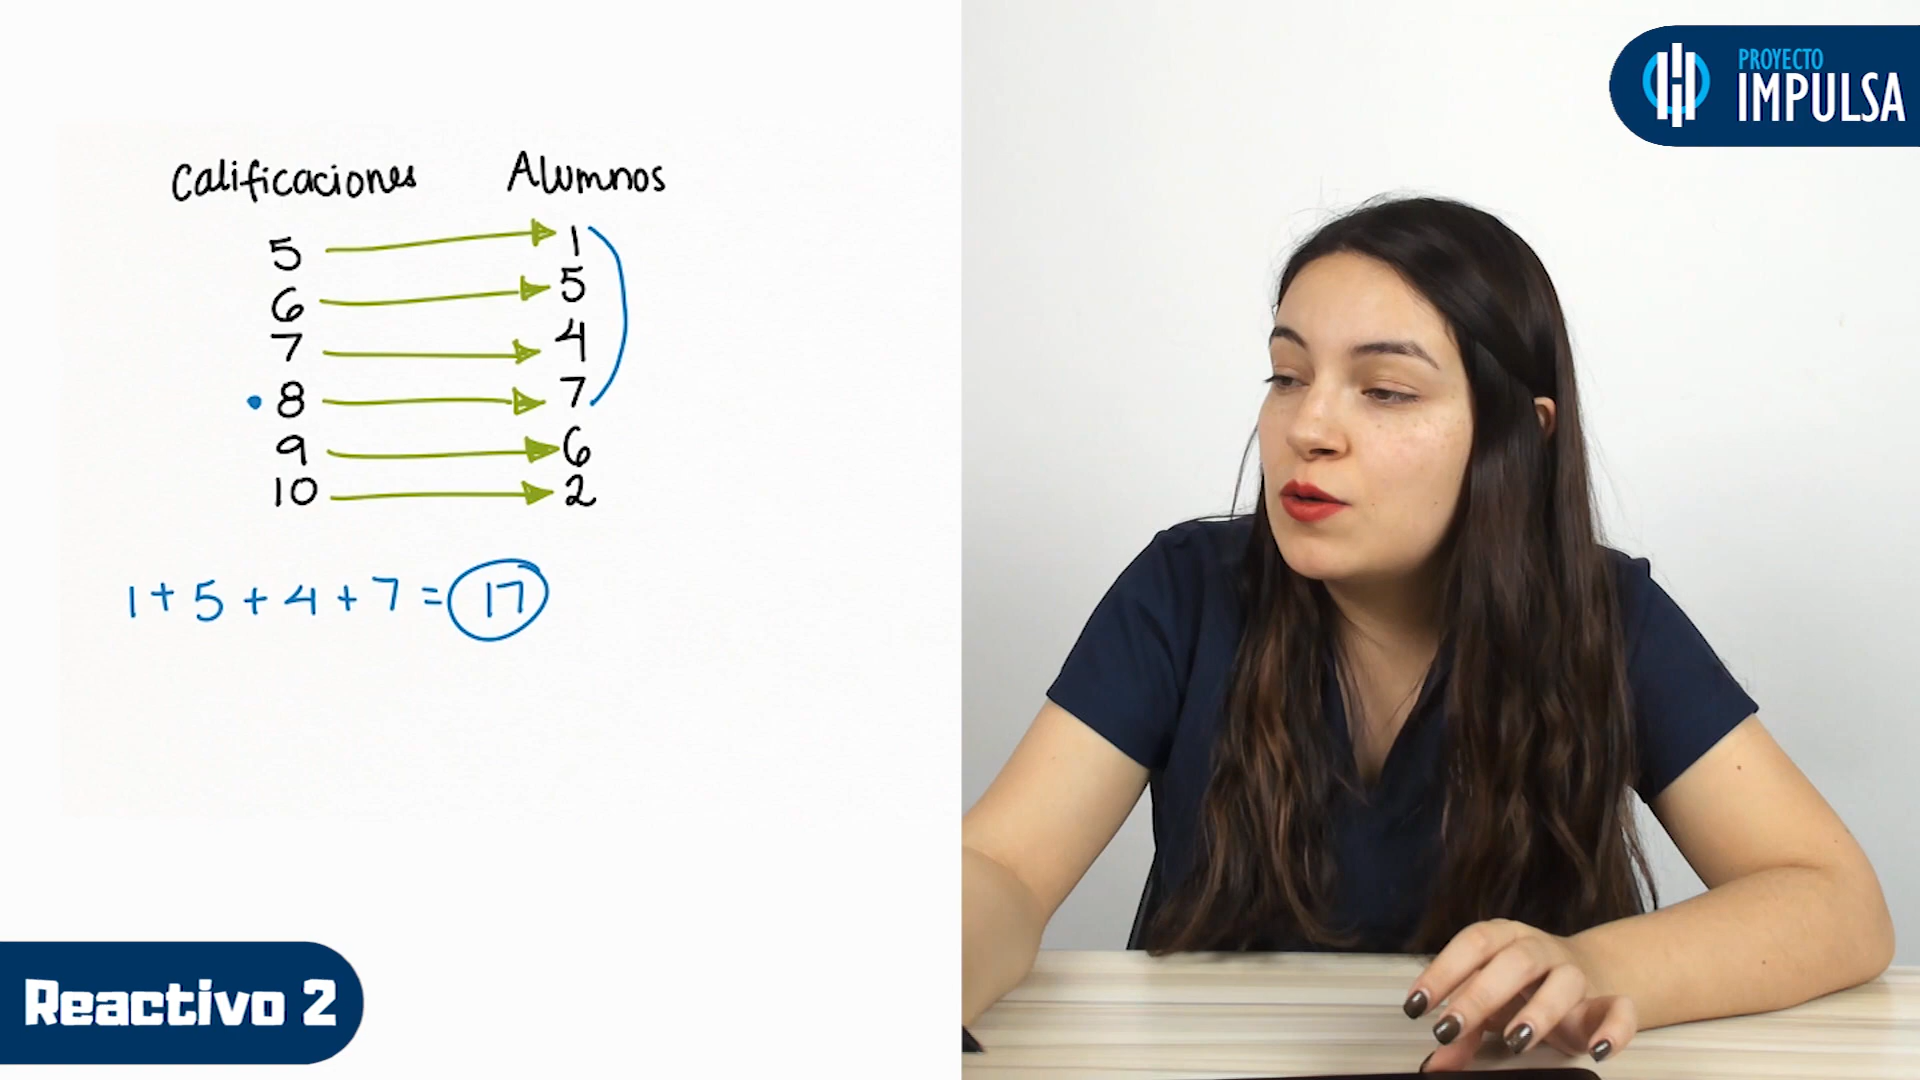 PROYECTO
IMPULSA
Calificaciones Alumnos
5 1
6 5
7 4
8 7
9 6
10 2
1 + 5 + 4 + 7 = 17
Reactivo 2